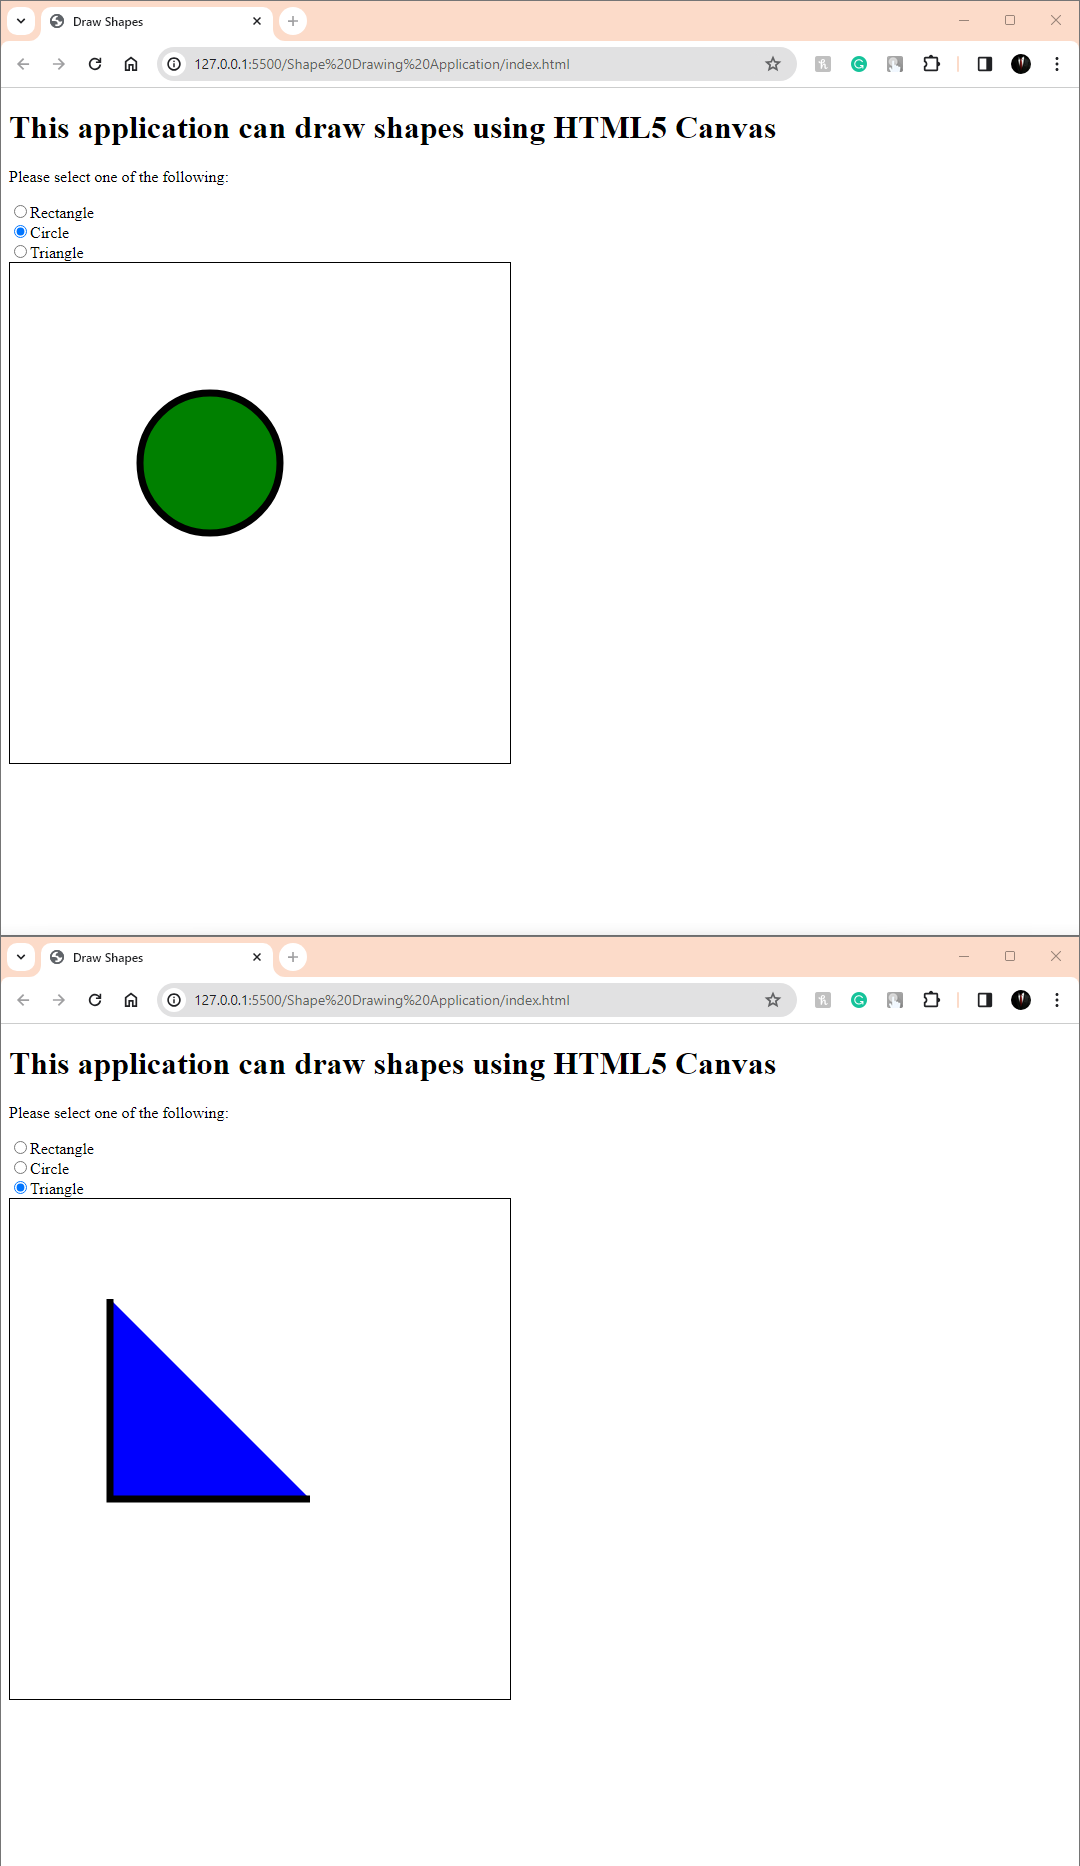 Draw Shapes
127.0.0.1:5500/Shape%20Drawing%20Application/index.html
This application can draw shapes using HTML5 Canvas
Please select one of the following:
Rectangle
Circle
Triangle
Draw Shapes
127.0.0.1:5500/Shape%20Drawing%20Application/index.html
This application can draw shapes using HTML5 Canvas
Please select one of the following:
Rectangle
Circle
Triangle